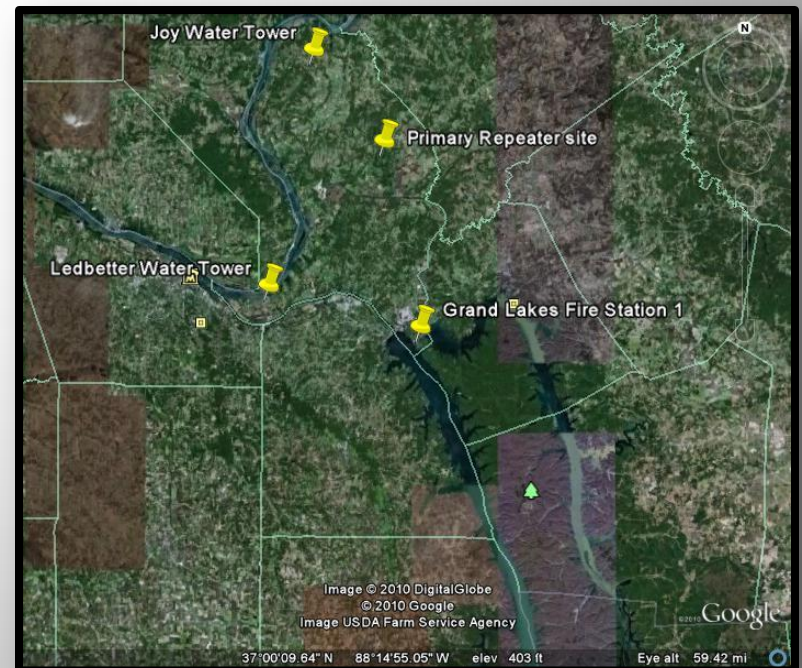 Joy Water Tower
N
Primary Repeater site
Ledbetter Water Tower
Grand Lakes Fire Station 1
Image © 2010 DigitalGlobe
© 2010 Google
Image USDA Farm Service Agency
©2010 Google
37°00'09.64" N 88°14'55.05" W elev 403 ft Eye alt 59.42 mi